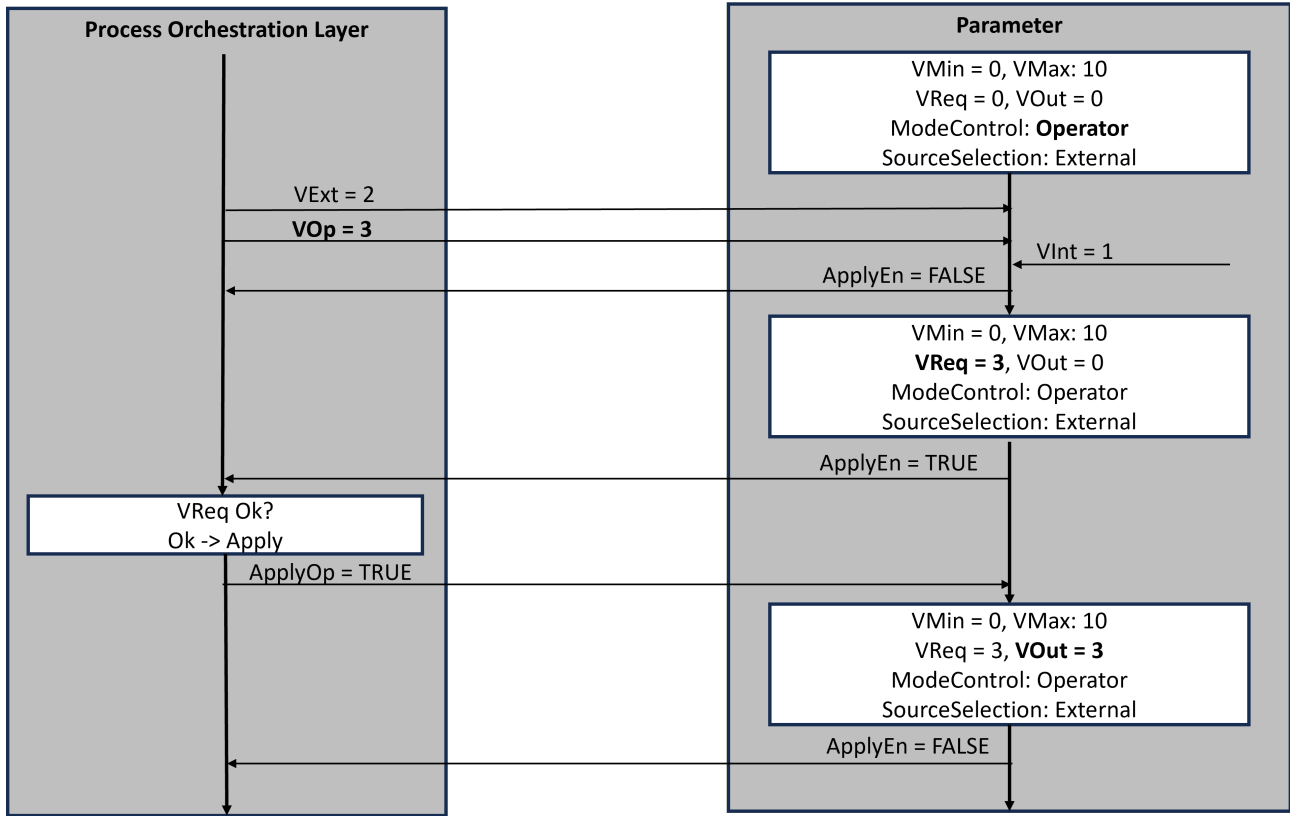 Process Orchestration Layer
Parameter
VMin = 0, VMax: 10
VReq = 0, VOut = 0
ModeControl: Operator
SourceSelection: External
VExt = 2
VOp = 3
VInt = 1
ApplyEn = FALSE
VMin = 0, VMax: 10
VReq = 3, VOut = 0
ModeControl: Operator
SourceSelection: External
ApplyEn = TRUE
VReq Ok?
Ok -> Apply
ApplyOp = TRUE
VMin = 0, VMax: 10
VReq = 3, VOut = 3
ModeControl: Operator
SourceSelection: External
ApplyEn = FALSE